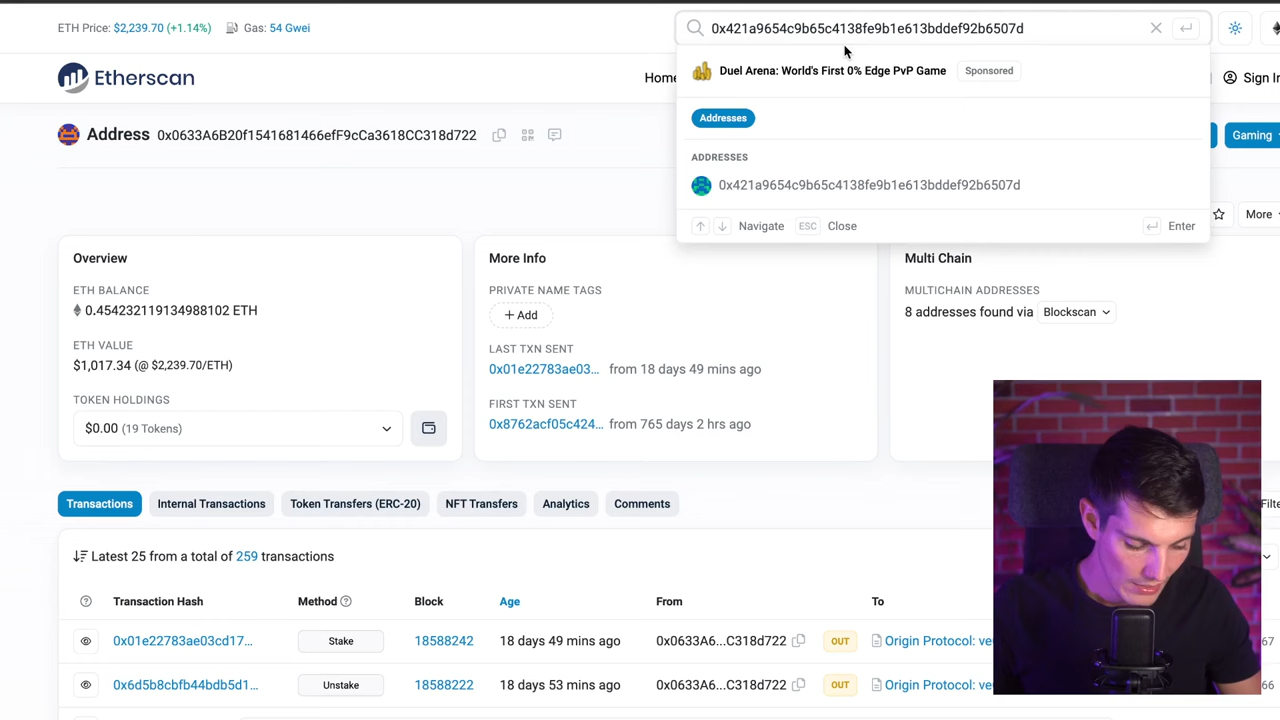 ETH Price: $2,239.70 (+1.14%) Gas: 54 Gwei
0x421a9654c9b65c4138fe9b1e613bddef92b6507d
Duel Arena: World's First 0% Edge PvP Game Sponsored
Etherscan
Home
Sign In
Addresses
Address 0x0633A6B20f1541681466efF9cCa3618CC318d722
Gaming
ADDRESSES
0x421a9654c9b65c4138fe9b1e613bddef92b6507d
More
Navigate ESC Close Enter
Overview
ETH BALANCE
0.454232119134988102 ETH
ETH VALUE
$1,017.34 (@ $2,239.70/ETH)
TOKEN HOLDINGS
$0.00 (19 Tokens)
More Info
PRIVATE NAME TAGS
+ Add
LAST TXN SENT
0x01e22783ae03... from 18 days 49 mins ago
FIRST TXN SENT
0x8762acf05c424... from 765 days 2 hrs ago
Multi Chain
MULTICHAIN ADDRESSES
8 addresses found via Blockscan
Transactions Internal Transactions Token Transfers (ERC-20) NFT Transfers Analytics Comments
Latest 25 from a total of 259 transactions
Transaction Hash Method Block Age From To
0x01e22783ae03cd17... Stake 18588242 18 days 49 mins ago 0x0633A6...C318d722 OUT Origin Protocol: ve
67
0x6d5b8cbfb44bdb5d1... Unstake 18588222 18 days 53 mins ago 0x0633A6...C318d722 OUT Origin Protocol: ve
66